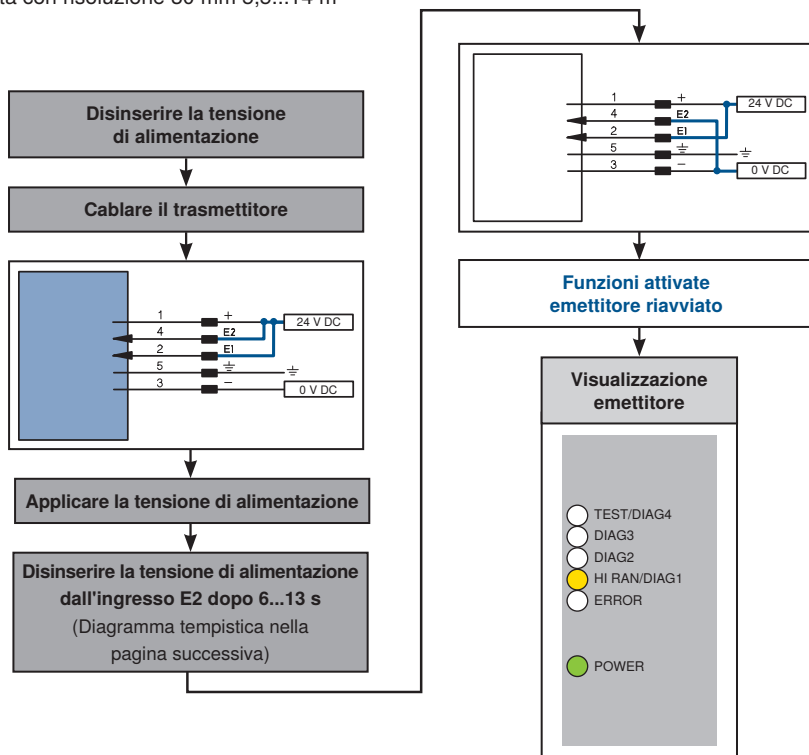 con risoluzione
Disinserire la tensione
di alimentazione
Cablare il trasmettitore
1 + 24 V DC
4 E2
2 E1
5
3 – 0 V DC
Applicare la tensione di alimentazione
Disinserire la tensione di alimentazione
dall'ingresso E2 dopo 6...13 s
(Diagramma tempistica nella
pagina successiva)
1 + 24 V DC
4 E2
2 E1
5
3 – 0 V DC
Funzioni attivate
emettitore riavviato
Visualizzazione
emettitore
TEST/DIAG4
DIAG3
DIAG2
HI RAN/DIAG1
ERROR
POWER